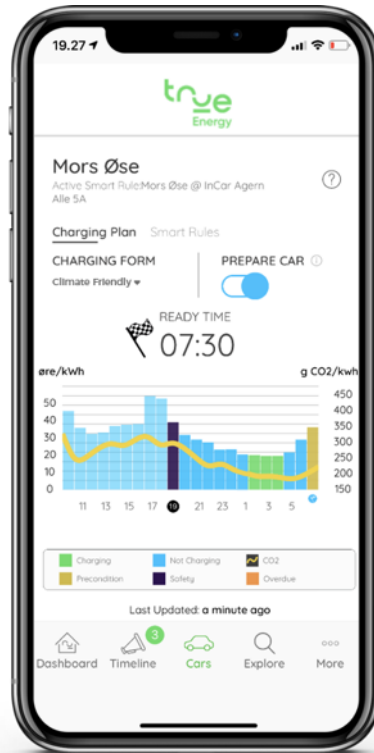 19.27
true
Energy
Mors Øse
Active Smart Rule:Mors Øse @ InCar Agern
Alle 5A
?
Charging Plan Smart Rules
CHARGING FORM
PREPARE CAR
Climate Friendly
READY TIME
07:30
øre/kWh g CO2/kwh
50
40
30
20
10
0
450
400
350
300
250
200
150
11 13 15 17 19 21 23 1 3 5
Charging Not Charging CO2
Precondition Safety Overdue
Last Updated: a minute ago
3
Dashboard Timeline Cars Explore More